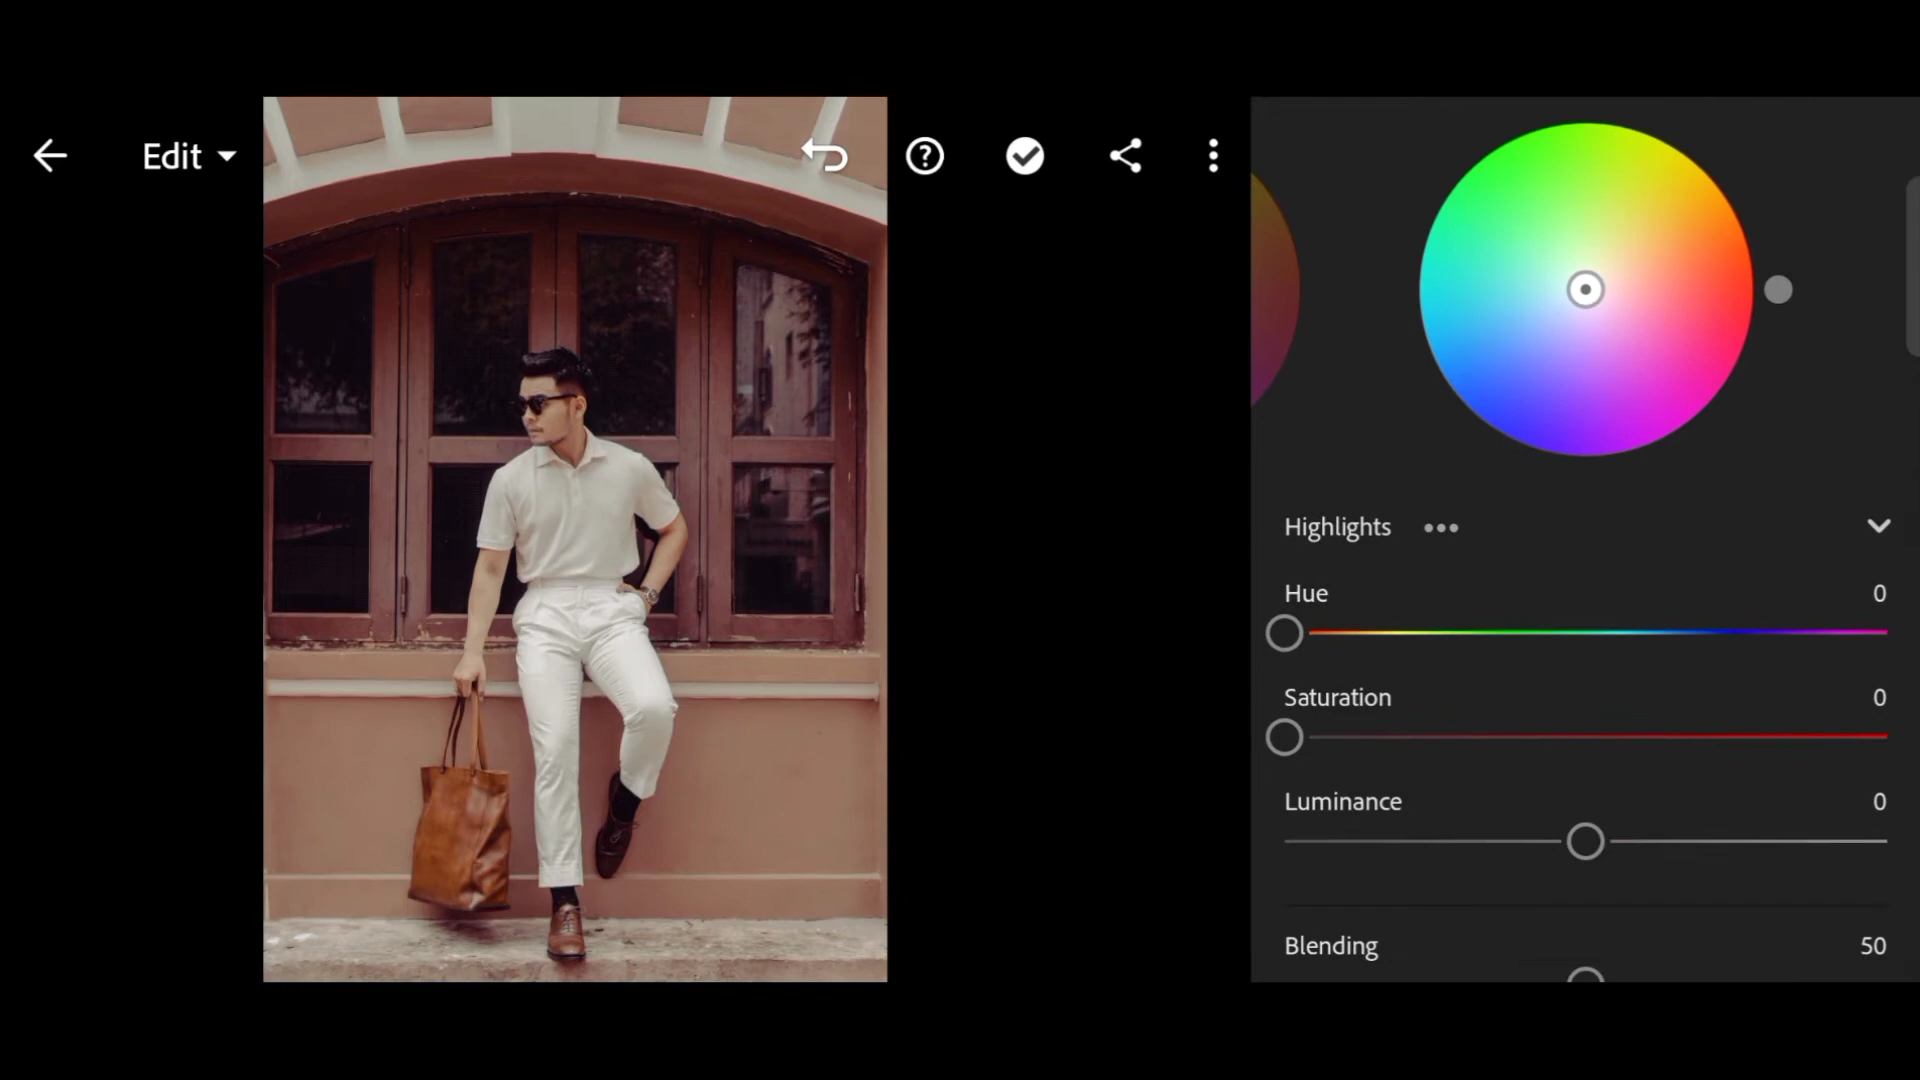 Edit
Highlights
Hue 0
Saturation 0
Luminance 0
Blending 50